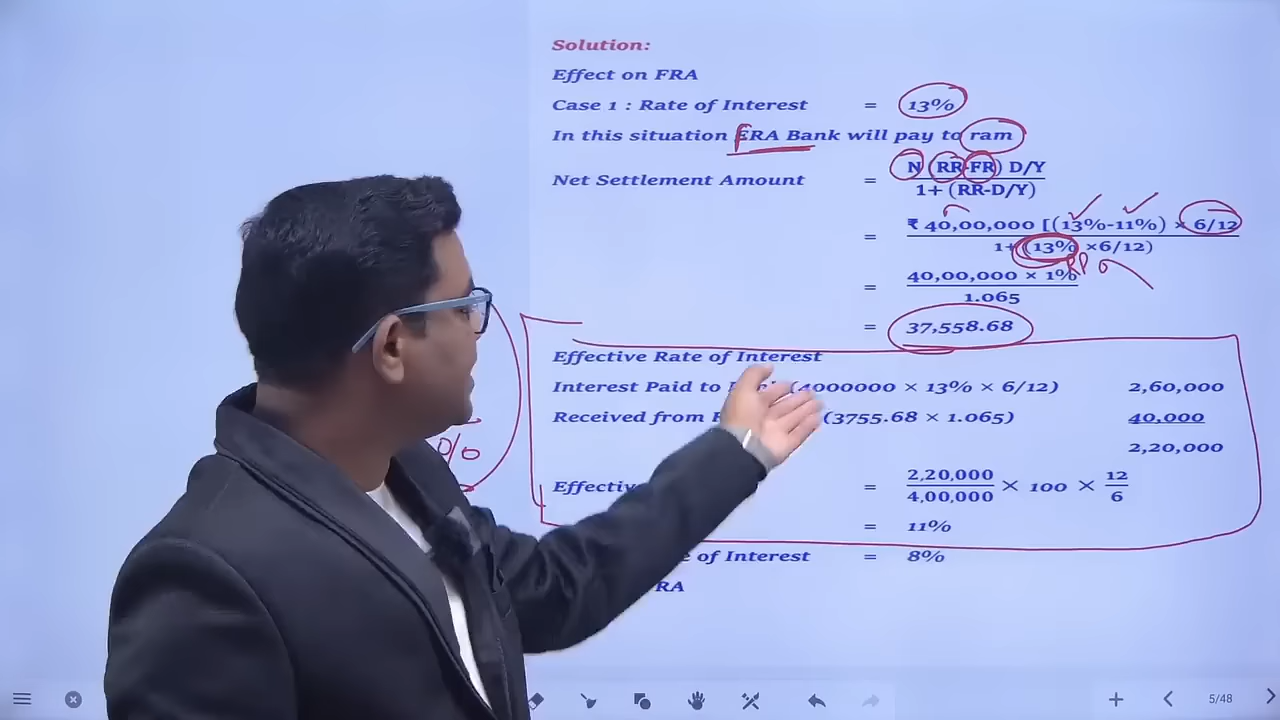 Solution:
Effect on FRA
Case 1 : Rate of Interest = 13%
In this situation FRA Bank will pay to ram
Net Settlement Amount = N (RR-FR) D/Y
1+ (RR-D/Y)
= ₹ 40,00,000 [(13%-11%) × 6/12
1+ (13% ×6/12)
RR
= 40,00,000 × 1%
1.065
= 37,558.68
Effective Rate of Interest
Interest Paid to (4000000 × 13% × 6/12) 2,60,000
Received from (3755.68 × 1.065) 40,000
2,20,000
%
Effective = 2,20,000 × 100 × 12
4,00,000 6
= 11%
of Interest = 8%
5/48